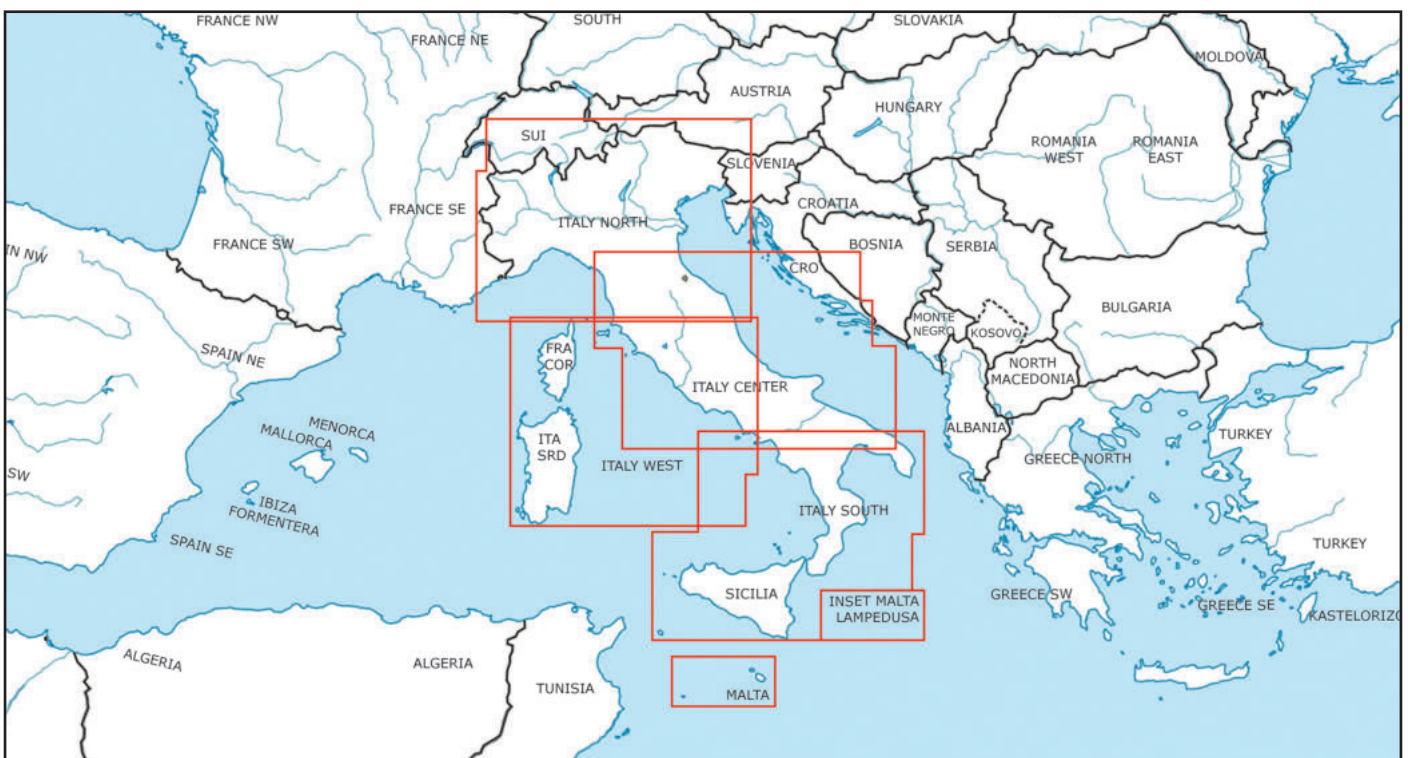 FRANCE NW
SOUTH
SLOVAKIA
FRANCE NE
MOLDOVA
AUSTRIA
HUNGARY
SUI
ROMANIA
WEST
ROMANIA
EAST
SLOVENIA
CROATIA
FRANCE SE
ITALY NORTH
FRANCE SW
IN NW
BOSNIA
SERBIA
CRO
BULGARIA
MONTE
NEGRO
KOSOVO
SPAIN NE
FRA
COR
NORTH
MACEDONIA
ITALY CENTER
MENORCA
MALLORCA
ALBANIA
TURKEY
ITA
SRD
ITALY WEST
GREECE NORTH
SW
IBIZA
FORMENTERA
ITALY SOUTH
SPAIN SE
TURKEY
SICILIA
INSET MALTA
LAMPEDUSA
GREECE SW
GREECE SE
KASTELORIZO
ALGERIA
ALGERIA
TUNISIA
MALTA